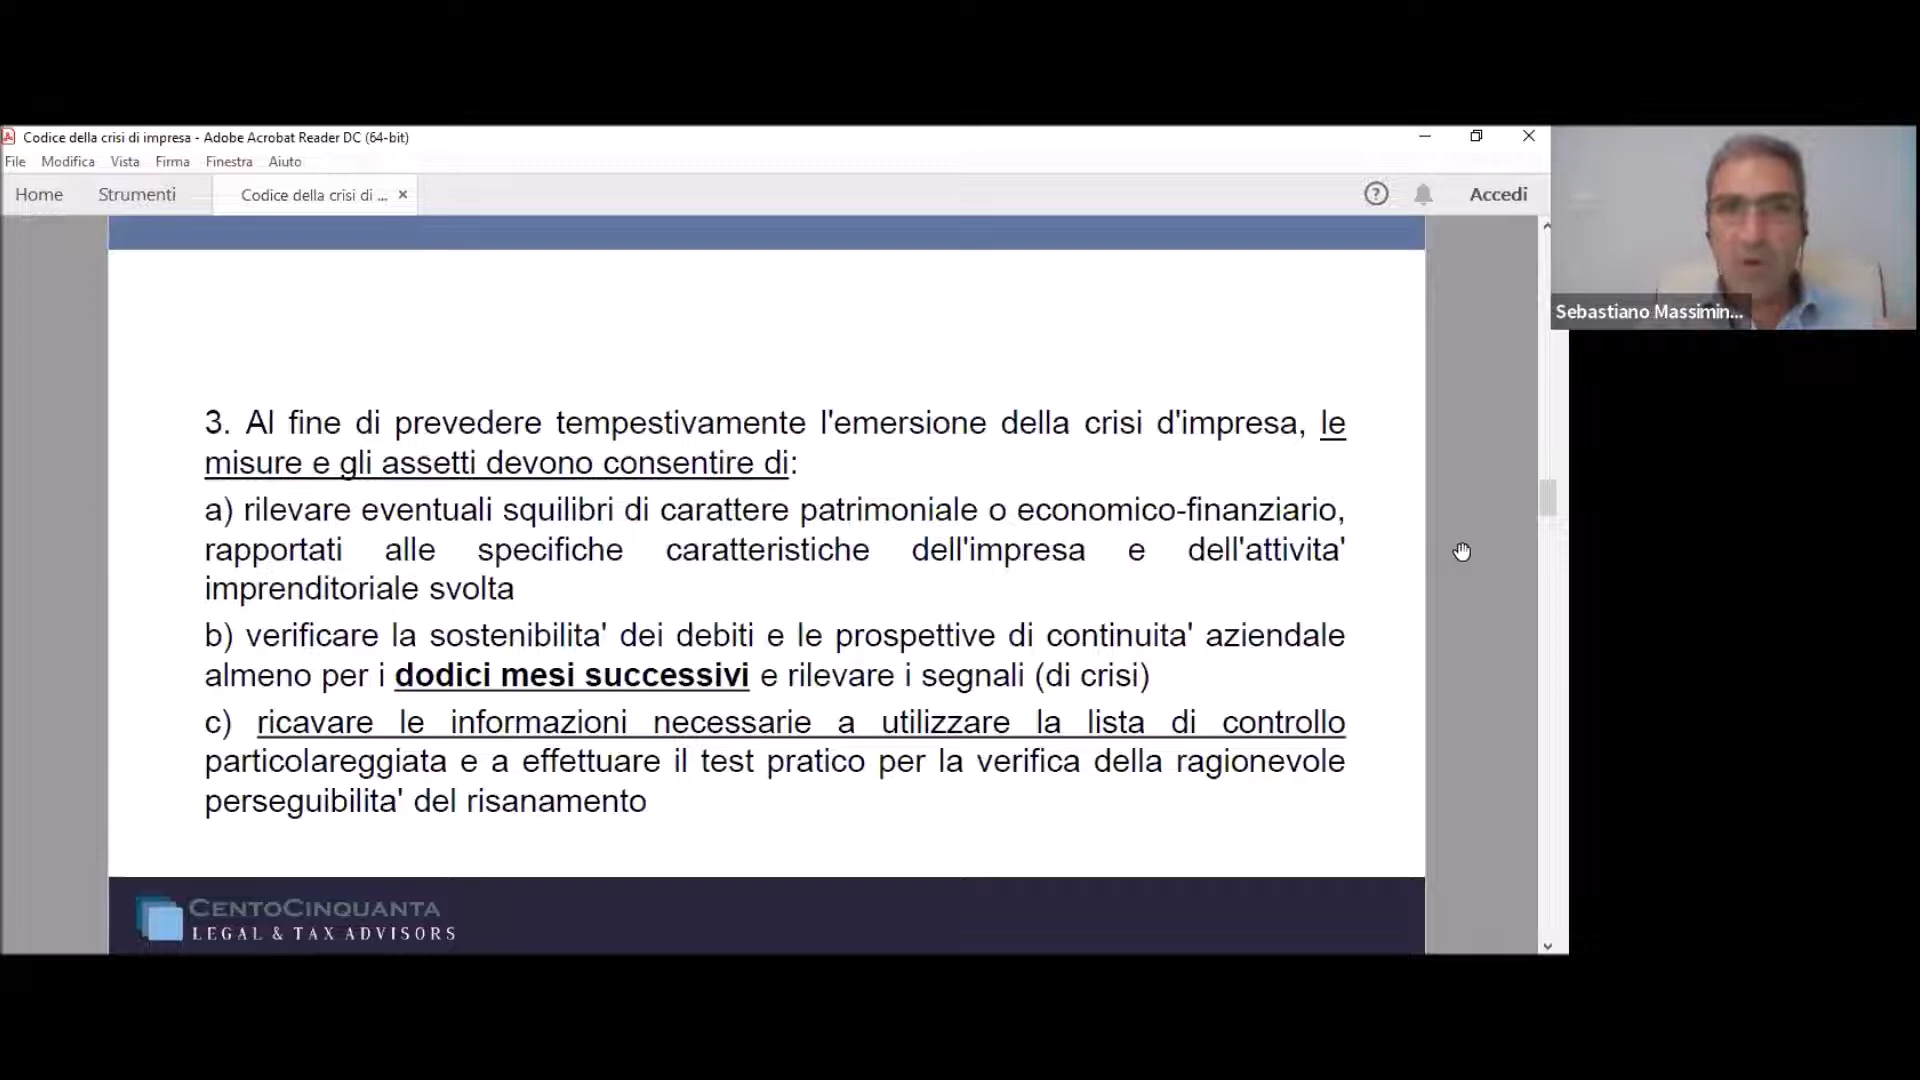 Codice della crisi di impresa - Adobe Acrobat Reader DC (64-bit)
File Modifica Vista Firma Finestra Aiuto
Home Strumenti Codice della crisi di ... × Accedi
3. Al fine di prevedere tempestivamente l'emersione della crisi d'impresa, le
misure e gli assetti devono consentire di:
a) rilevare eventuali squilibri di carattere patrimoniale o economico-finanziario,
rapportati alle specifiche caratteristiche dell'impresa e dell'attivita'
imprenditoriale svolta
b) verificare la sostenibilita' dei debiti e le prospettive di continuita' aziendale
almeno per i dodici mesi successivi e rilevare i segnali (di crisi)
c) ricavare le informazioni necessarie a utilizzare la lista di controllo
particolareggiata e a effettuare il test pratico per la verifica della ragionevole
perseguibilita' del risanamento
CENTOCINQUANTA
LEGAL & TAX ADVISORS
Sebastiano Massimin...